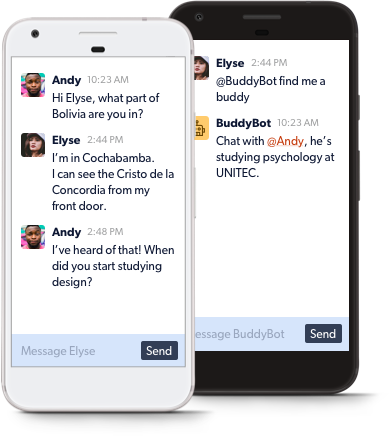 Andy 10:23 AM
Hi Elyse, what part of
Bolivia are you in?
Elyse 2:44 PM
I'm in Cochabamba.
I can see the Cristo de la
Concordia from my
front door.
Andy 2:48 PM
I've heard of that! When
did you start studying
design?
Message Elyse Send
Elyse 2:44 PM
@BuddyBot find me a
buddy
BuddyBot 10:23 AM
Chat with @Andy, he's
studying psychology at
UNITEC.
essage BuddyBot Send